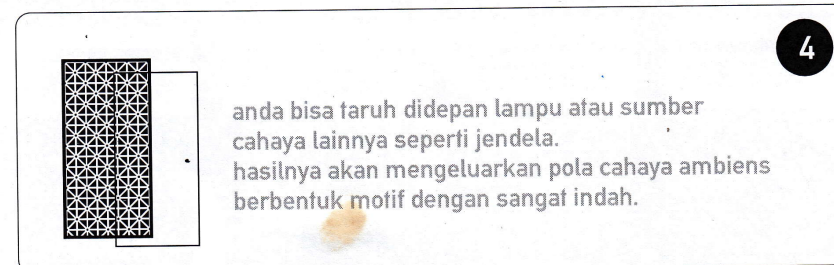 4
anda bisa taruh didepan lampu atau sumber
cahaya lainnya seperti jendela.
hasilnya akan mengeluarkan pola cahaya ambiens
berbentuk motif dengan sangat indah.